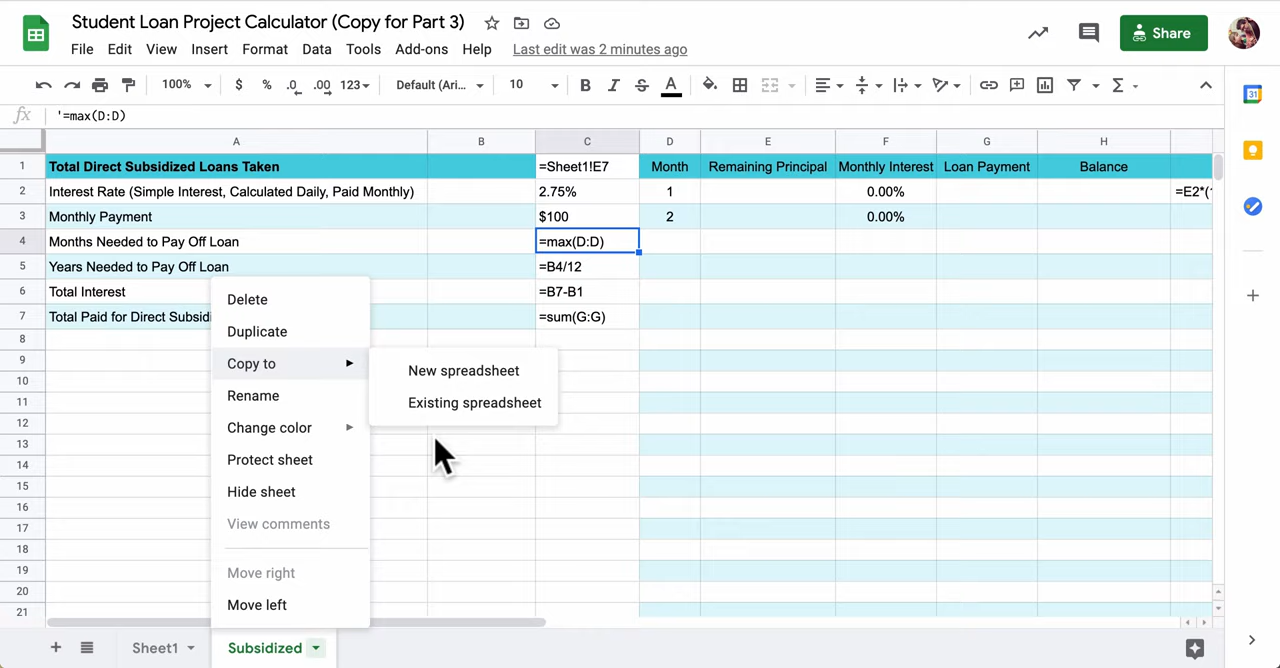 Student Loan Project Calculator (Copy for Part 3)
File Edit View Insert Format Data Tools Add-ons Help Last edit was 2 minutes ago
Share
100% $ % .0 .00 123 Default (Ari... 10 B I S A Σ
31
fx '=max(D:D)
A B C D E F G H
1 Total Direct Subsidized Loans Taken =Sheet1!E7 Month Remaining Principal Monthly Interest Loan Payment Balance
2 Interest Rate (Simple Interest, Calculated Daily, Paid Monthly) 2.75% 1 0.00% =E2*(
3 Monthly Payment $100 2 0.00%
4 Months Needed to Pay Off Loan =max(D:D)
5 Years Needed to Pay Off Loan =B4/12
6 Total Interest =B7-B1
7 Total Paid for Direct Subsidi =sum(G:G)
8
9
10
11
12
13
14
15
16
17
18
19
20
21
Delete
Duplicate
Copy to
Rename
Change color
Protect sheet
Hide sheet
View comments
Move right
Move left
New spreadsheet
Existing spreadsheet
+ Sheet1 Subsidized